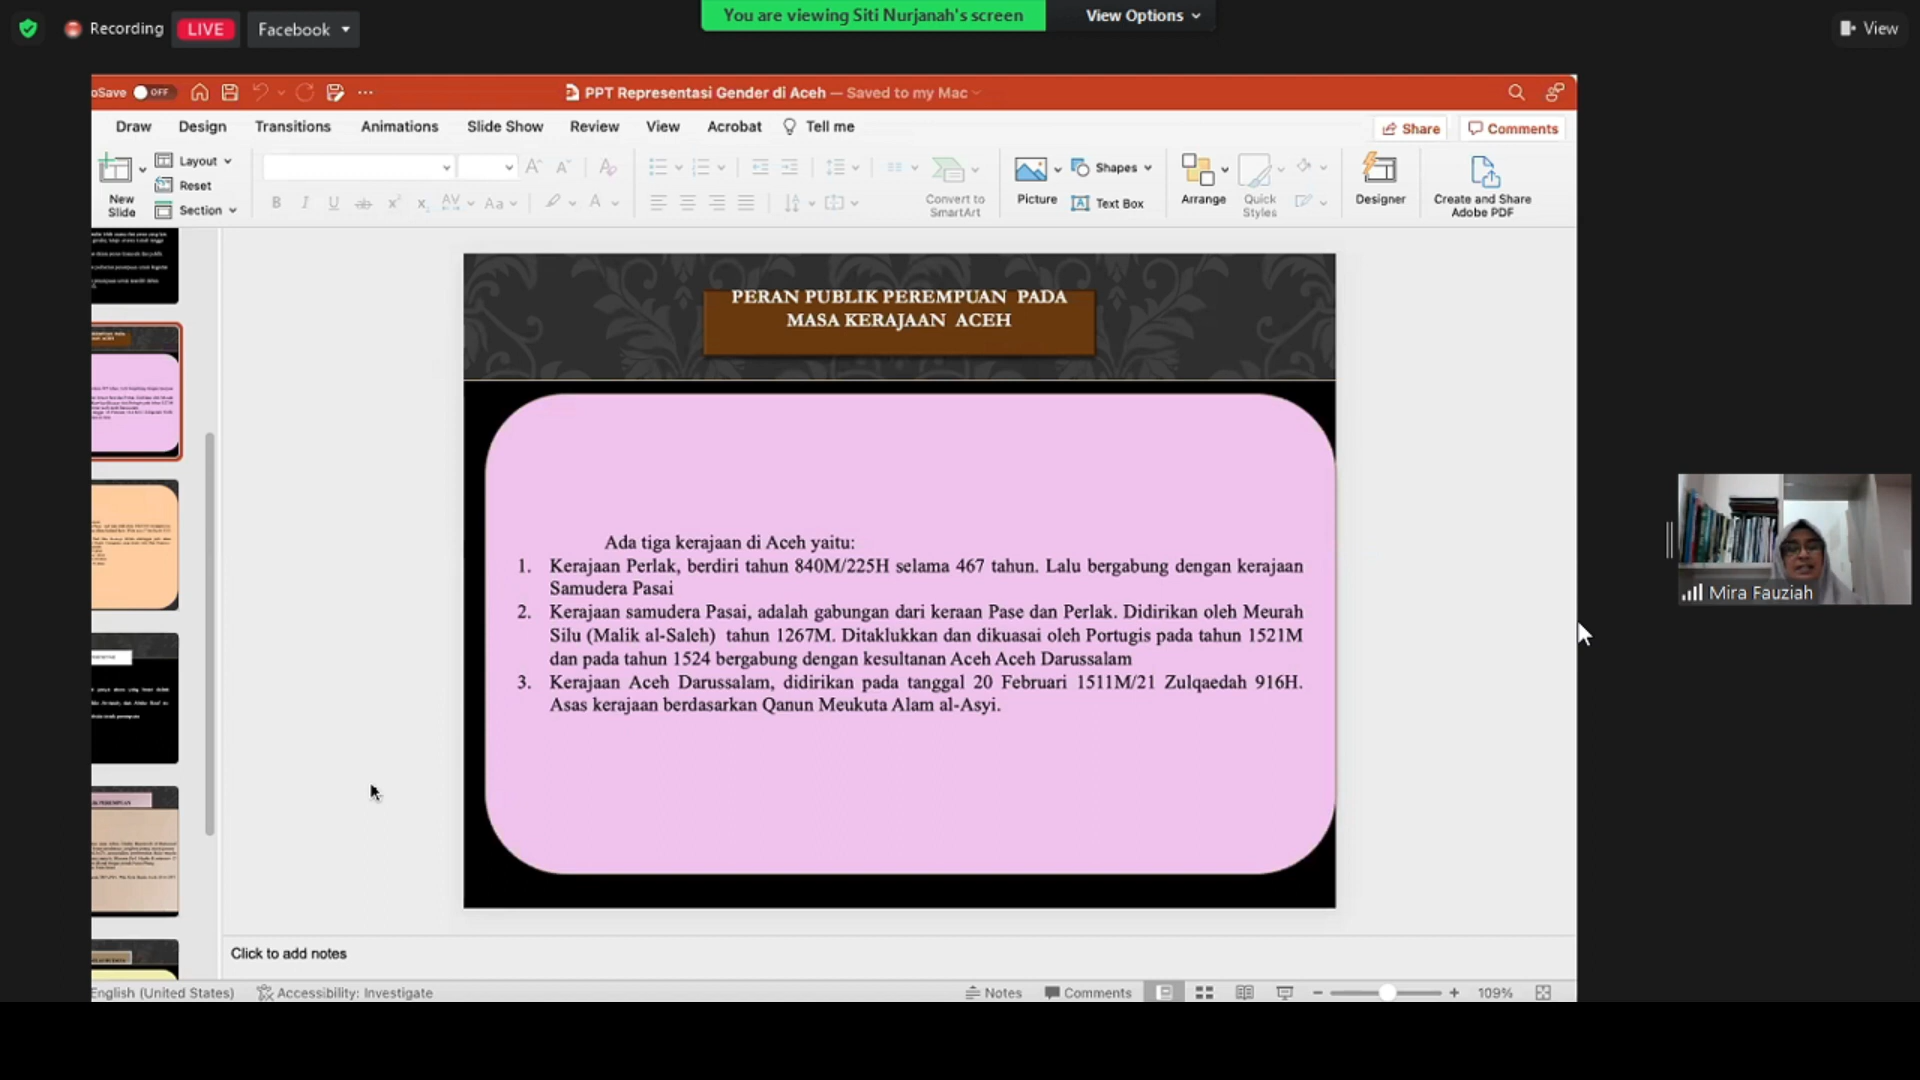 Recording
LIVE
Facebook
You are viewing Siti Nurjanah's screen
View Options
View
oSave
OFF
PPT Representasi Gender di Aceh — Saved to my Mac
Draw
Design
Transitions
Animations
Slide Show
Review
View
Acrobat
Tell me
Share
Comments
New
Slide
Layout
Reset
Section
Convert to
SmartArt
Picture
Shapes
Text Box
Arrange
Quick
Styles
Designer
Create and Share
Adobe PDF
PERAN PUBLIK PEREMPUAN PADA
MASA KERAJAAN ACEH
Ada tiga kerajaan di Aceh yaitu:
1. Kerajaan Perlak, berdiri tahun 840M/225H selama 467 tahun. Lalu bergabung dengan kerajaan
Samudera Pasai
2. Kerajaan samudera Pasai, adalah gabungan dari keraan Pase dan Perlak. Didirikan oleh Meurah
Silu (Malik al-Saleh) tahun 1267M. Ditaklukkan dan dikuasai oleh Portugis pada tahun 1521M
dan pada tahun 1524 bergabung dengan kesultanan Aceh Aceh Darussalam
3. Kerajaan Aceh Darussalam, didirikan pada tanggal 20 Februari 1511M/21 Zulqaedah 916H.
Asas kerajaan berdasarkan Qanun Meukuta Alam al-Asyi.
Mira Fauziah
Click to add notes
English (United States)
Accessibility: Investigate
Notes
Comments
109%